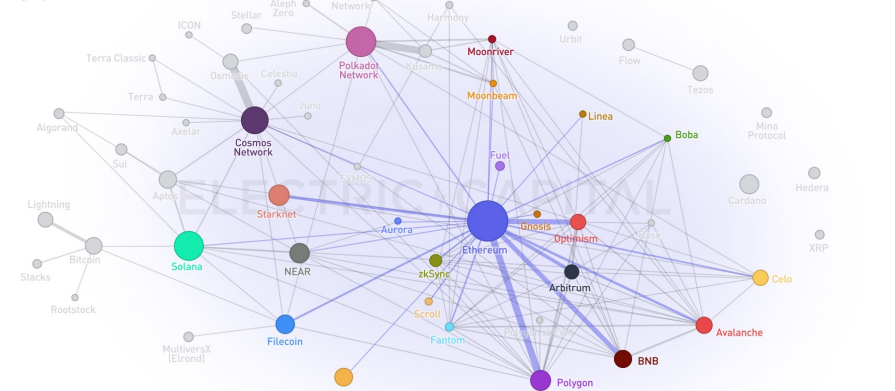 Aleph
Zero
Network
Harmony
ICON
Stellar
Urbit
Polkadot
Network
Kusama
Moonriver
Flow
Terra Classic
Osmosis
Celestia
Tezos
Moonbeam
Terra
Juno
Linea
Algorand
Axelar
Cosmos
Network
Boba
Mina
Protocol
Sui
Fuel
EVMOS
Aptos
ELECTRIC CAPITAL
Hedera
Cardano
Lightning
Starknet
Aurora
Gnosis
Optimism
Base
XRP
Ethereum
Bitcoin
Solana
NEAR
zkSync
Arbitrum
Celo
Stacks
Rootstock
Scroll
Avalanche
MultiversX
(Elrond)
Filecoin
Fantom
BNB
Polygon